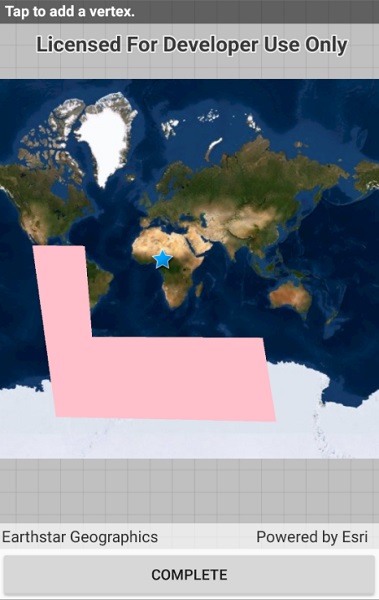 Tap to add a vertex.
Licensed For Developer Use Only
Earthstar Geographics Powered by Esri
COMPLETE